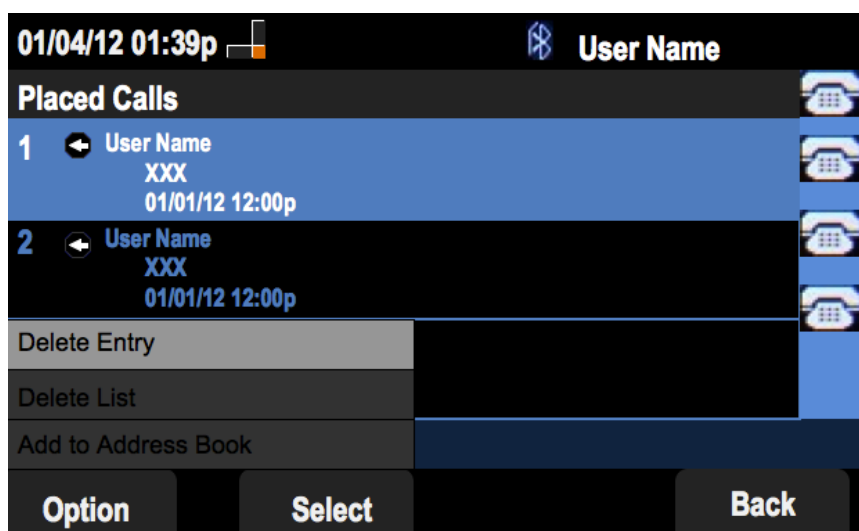 01/04/12 01:39p User Name
Placed Calls
1 User Name
XXX
01/01/12 12:00p
2 User Name
XXX
01/01/12 12:00p
Delete Entry
Delete List
Add to Address Book
Option Select Back